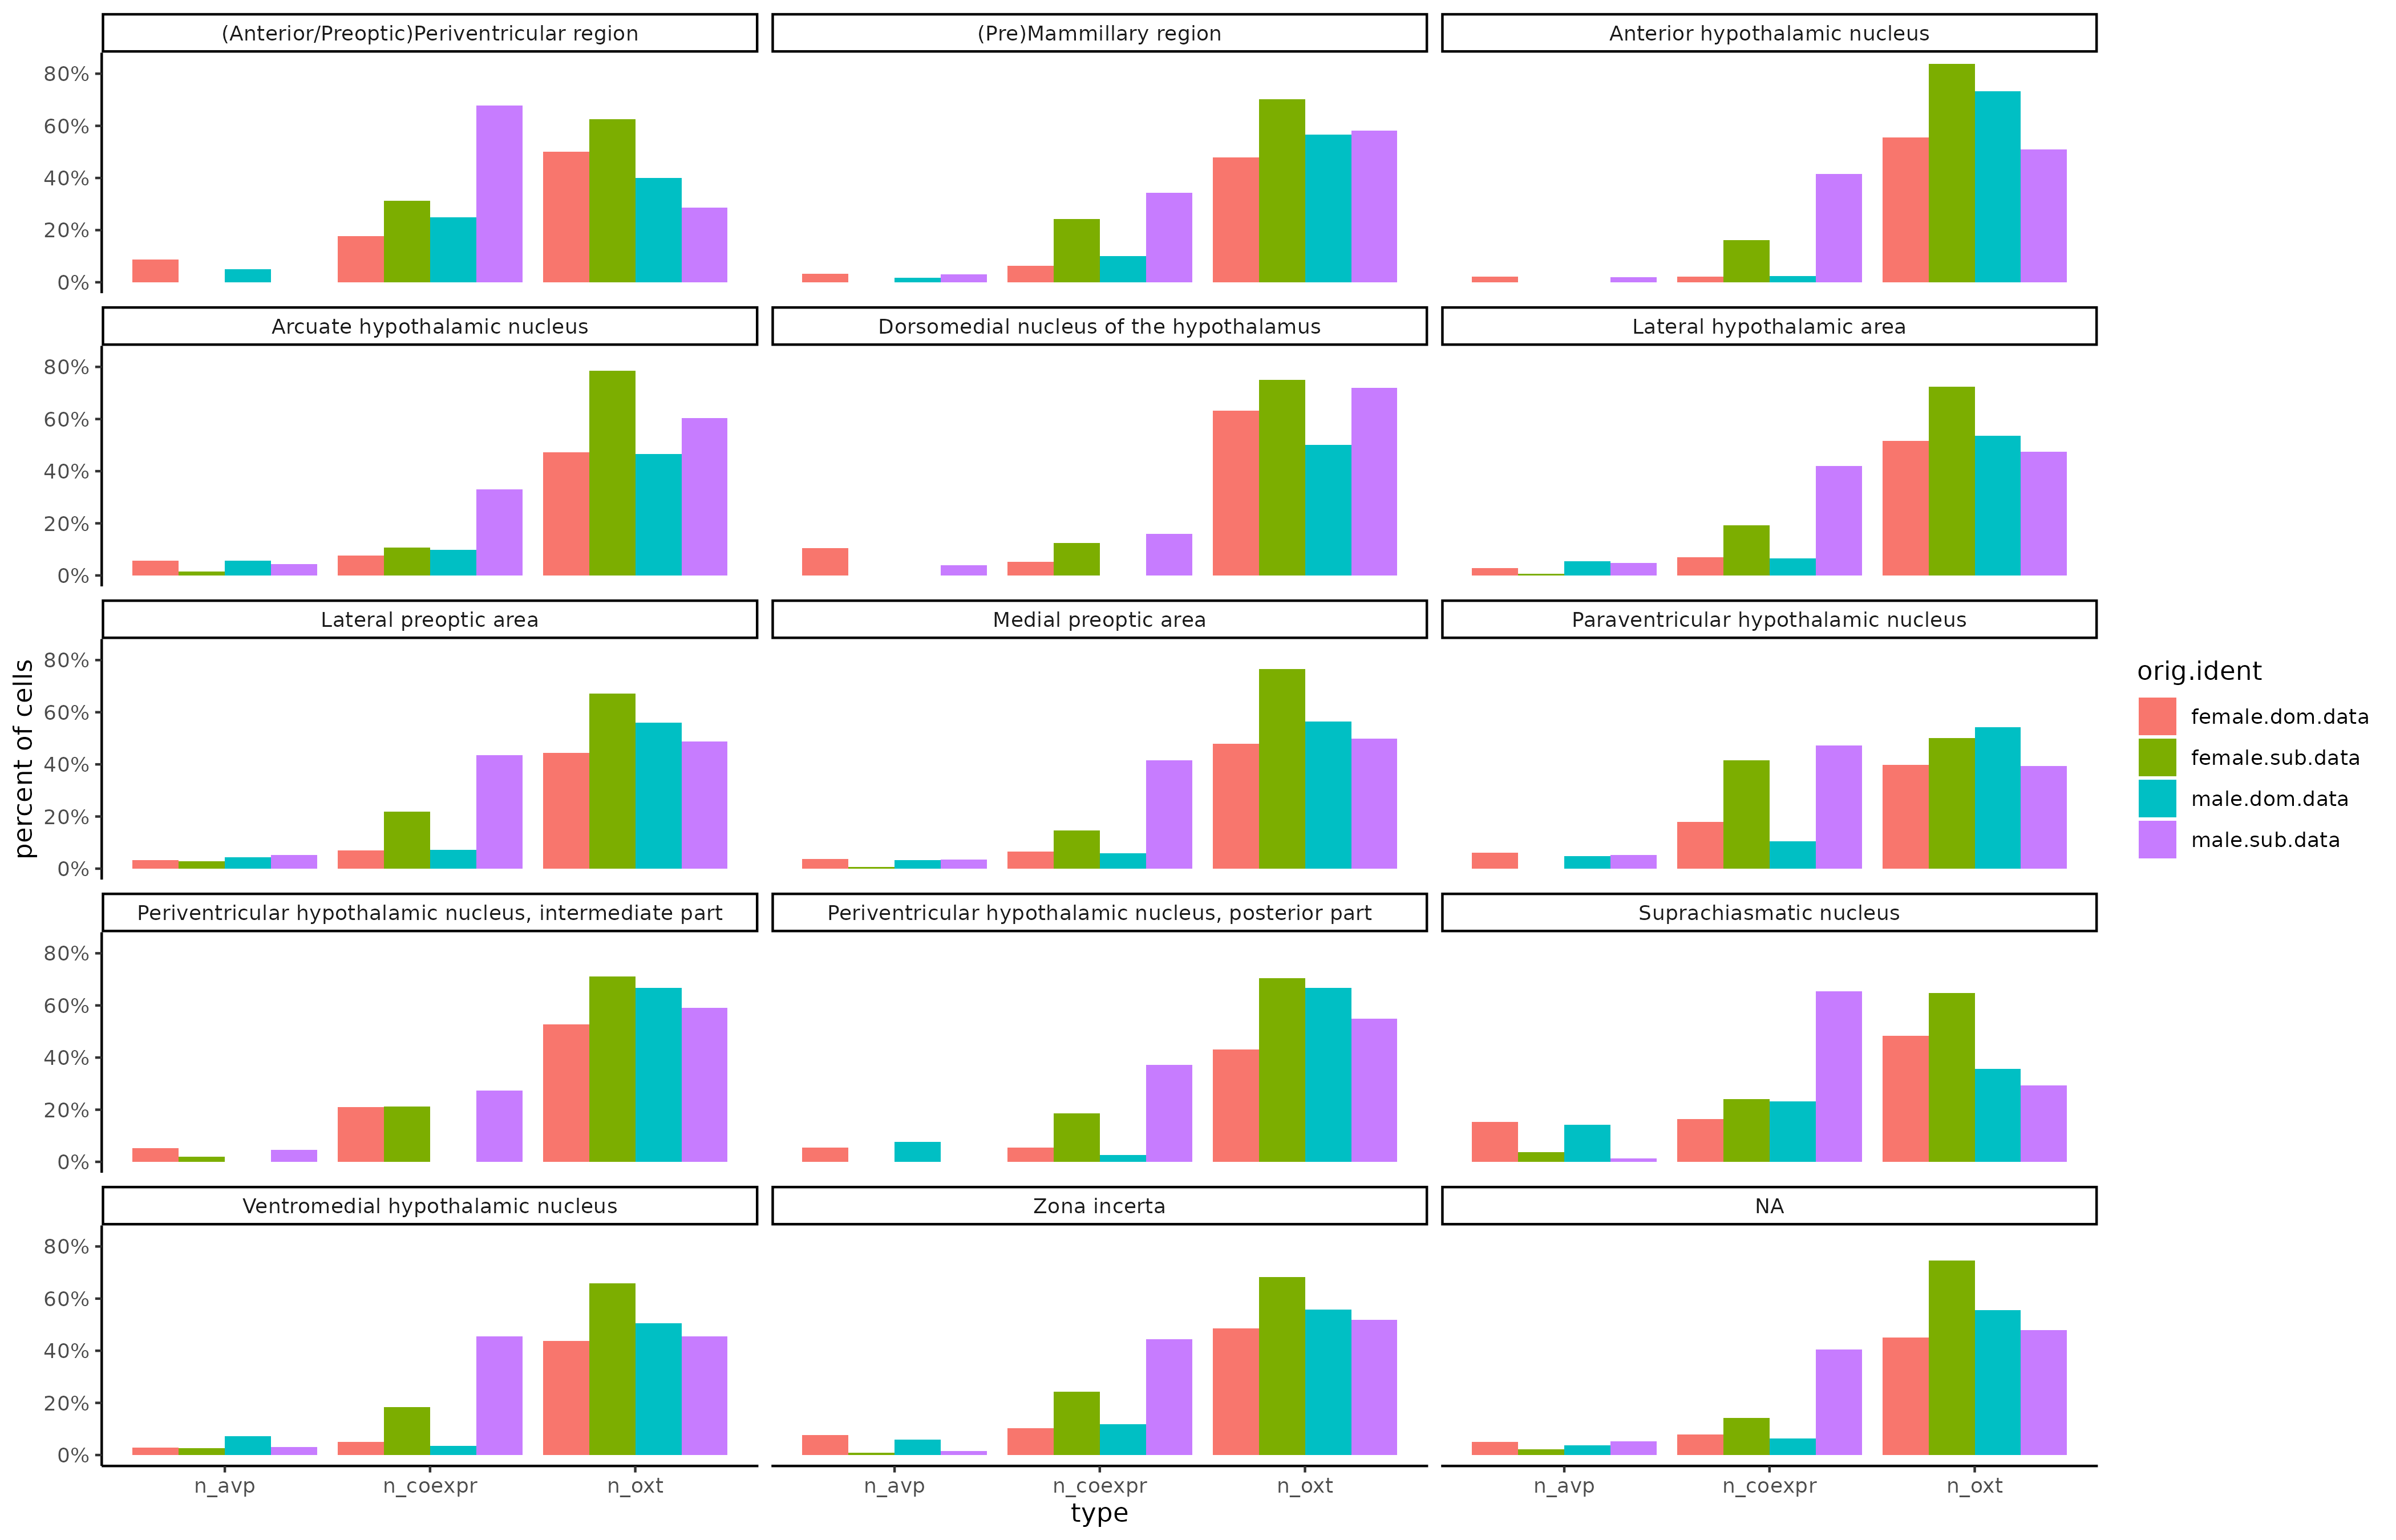 (Anterior/Preoptic)Periventricular region
(Pre)Mammillary region
Anterior hypothalamic nucleus
80%
60%
40%
20%
0%
Arcuate hypothalamic nucleus
Dorsomedial nucleus of the hypothalamus
Lateral hypothalamic area
80%
60%
40%
20%
0%
Lateral preoptic area
Medial preoptic area
Paraventricular hypothalamic nucleus
80%
60%
40%
20%
0%
percent of cells
Periventricular hypothalamic nucleus, intermediate part
Periventricular hypothalamic nucleus, posterior part
Suprachiasmatic nucleus
80%
60%
40%
20%
0%
Ventromedial hypothalamic nucleus
Zona incerta
NA
80%
60%
40%
20%
0%
n_avp n_coexpr n_oxt
n_avp n_coexpr n_oxt
n_avp n_coexpr n_oxt
type
orig.ident
female.dom.data
female.sub.data
male.dom.data
male.sub.data